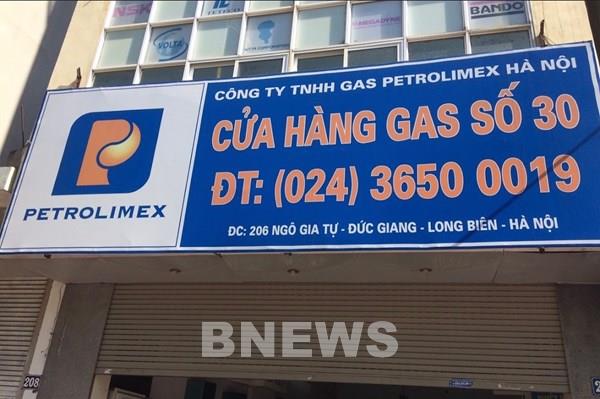 NSK
VOLTA
MEGADYNE
BANDO
CÔNG TY TNHH GAS PETROLIMEX HÀ NỘI
CỬA HÀNG GAS SỐ 30
ĐT: (024) 3650 0019
ĐC: 206 NGÔ GIA TỰ - ĐỨC GIANG - LONG BIÊN - HÀ NỘI
PETROLIMEX
BNEWS
208